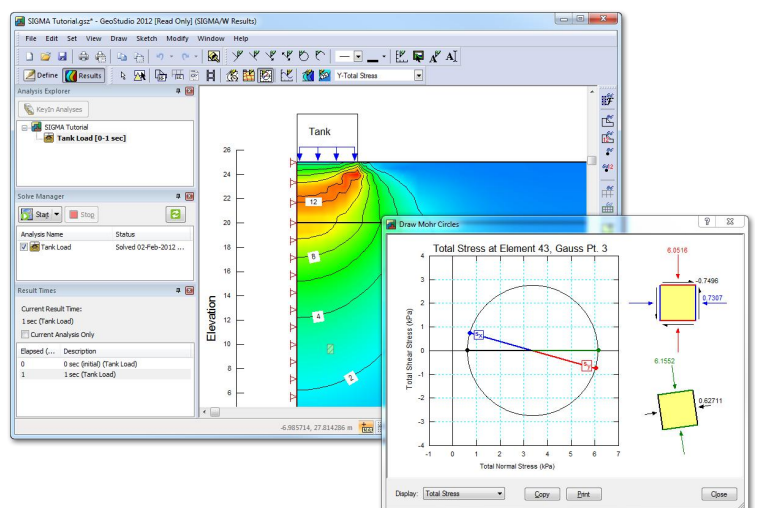 SIGMA Tutorial.gsz* - GeoStudio 2012 [Read Only] (SIGMA/W Results)
File Edit Set View Draw Sketch Modify Window Help
Define Results Y-Total Stress
Analysis Explorer
KeyIn Analyses
SIGMA Tutorial
Tank Load [0-1 sec]
Solve Manager
Start Stop
Analysis Name Status
Tank Load Solved 02-Feb-2012 ...
Result Times
Current Result Time:
1 sec (Tank Load)
Current Analysis Only
Elapsed (... Description
0 0 sec (initial) (Tank Load)
1 1 sec (Tank Load)
Tank
Elevation
26
24
22
20
18
16
14
12
10
8
6
12
8
4
2
-6.985714, 27.814286 m
Draw Mohr Circles
Total Stress at Element 43, Gauss Pt. 3
Total Shear Stress (kPa)
4
3
2
1
0
-1
-2
-3
-4
-1 0 1 2 3 4 5 6 7
Total Normal Stress (kPa)
sx
sy
6.0516
-0.7496
0.7307
6.1552
0.62711
Display: Total Stress Copy Print Close